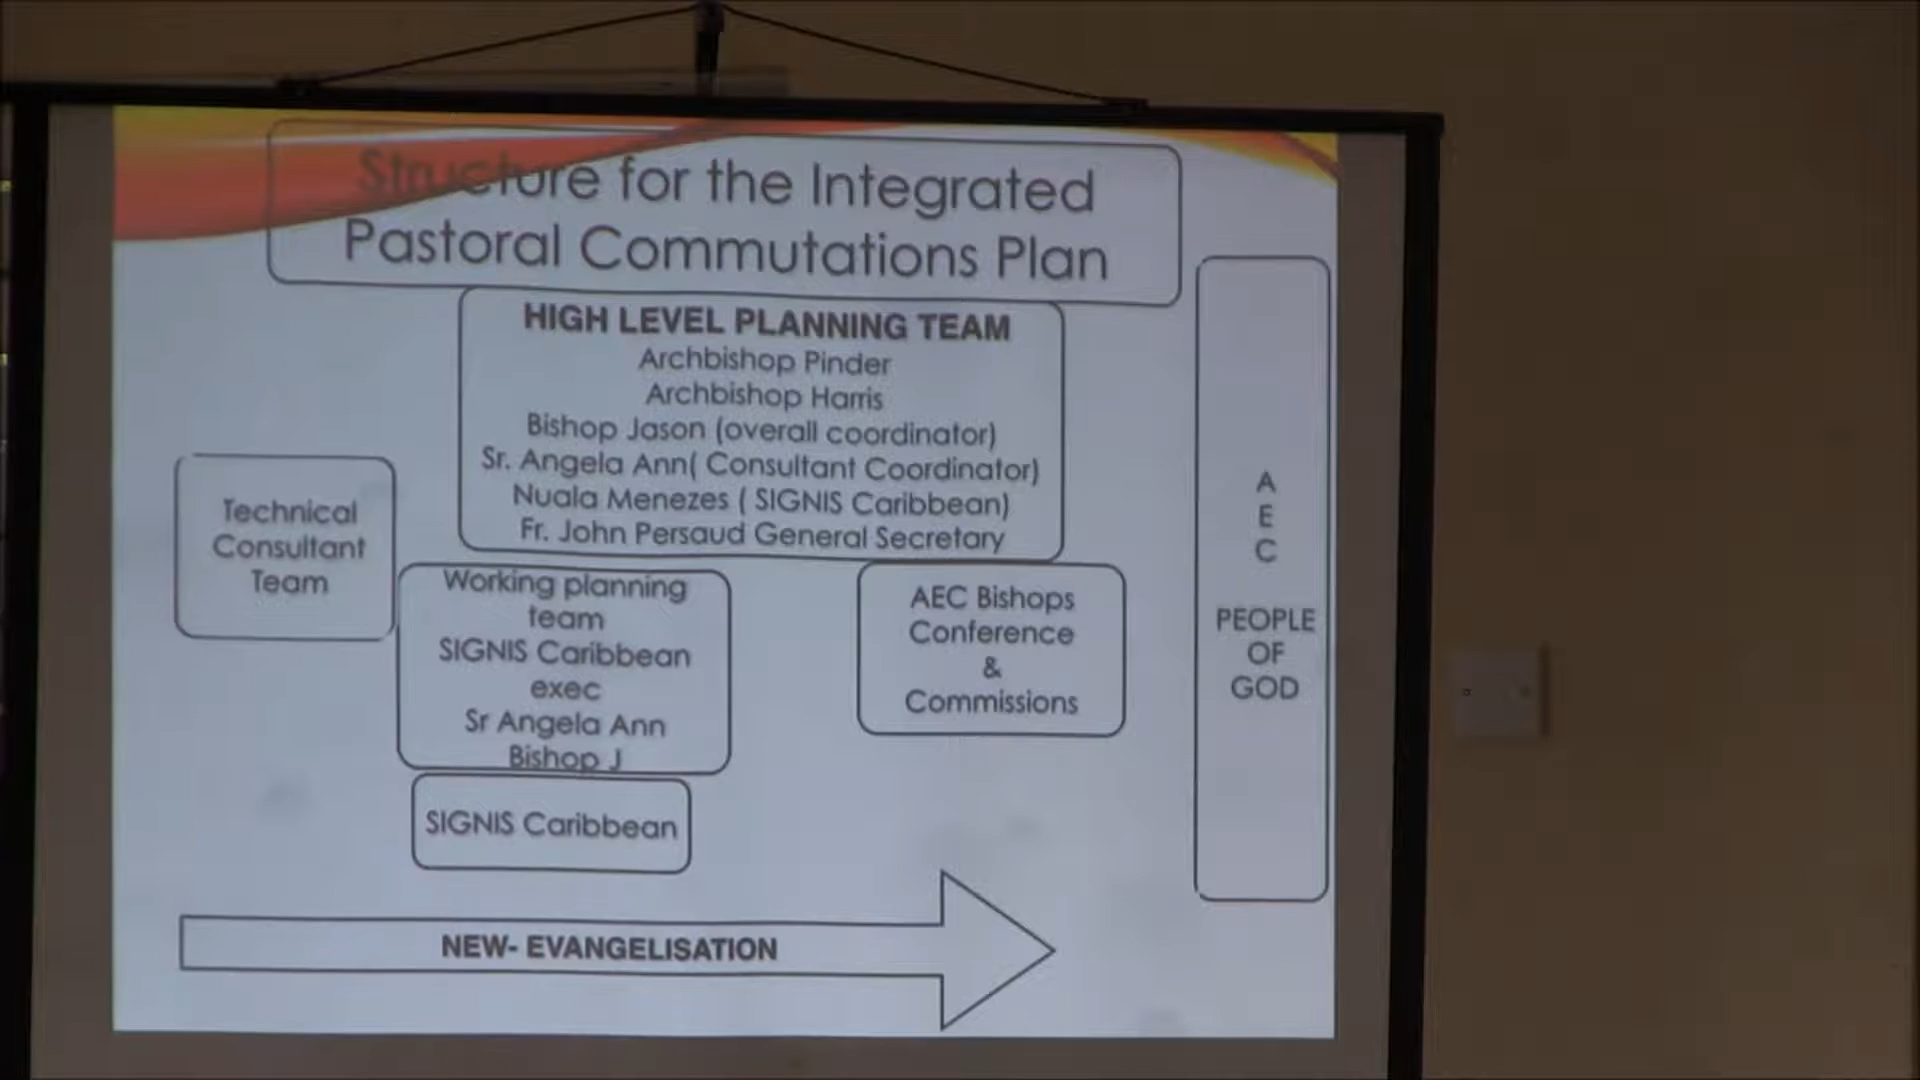 Structure for the Integrated
Pastoral Commutations Plan
HIGH LEVEL PLANNING TEAM
Archbishop Pinder
Archbishop Harris
Bishop Jason (overall coordinator)
Sr. Angela Ann( Consultant Coordinator)
Nuala Menezes ( SIGNIS Caribbean)
Fr. John Persaud General Secretary
Technical
Consultant
Team
Working planning
team
SIGNIS Caribbean
exec
Sr Angela Ann
Bishop J
SIGNIS Caribbean
AEC Bishops
Conference
&
Commissions
A
E
C
PEOPLE
OF
GOD
NEW- EVANGELISATION